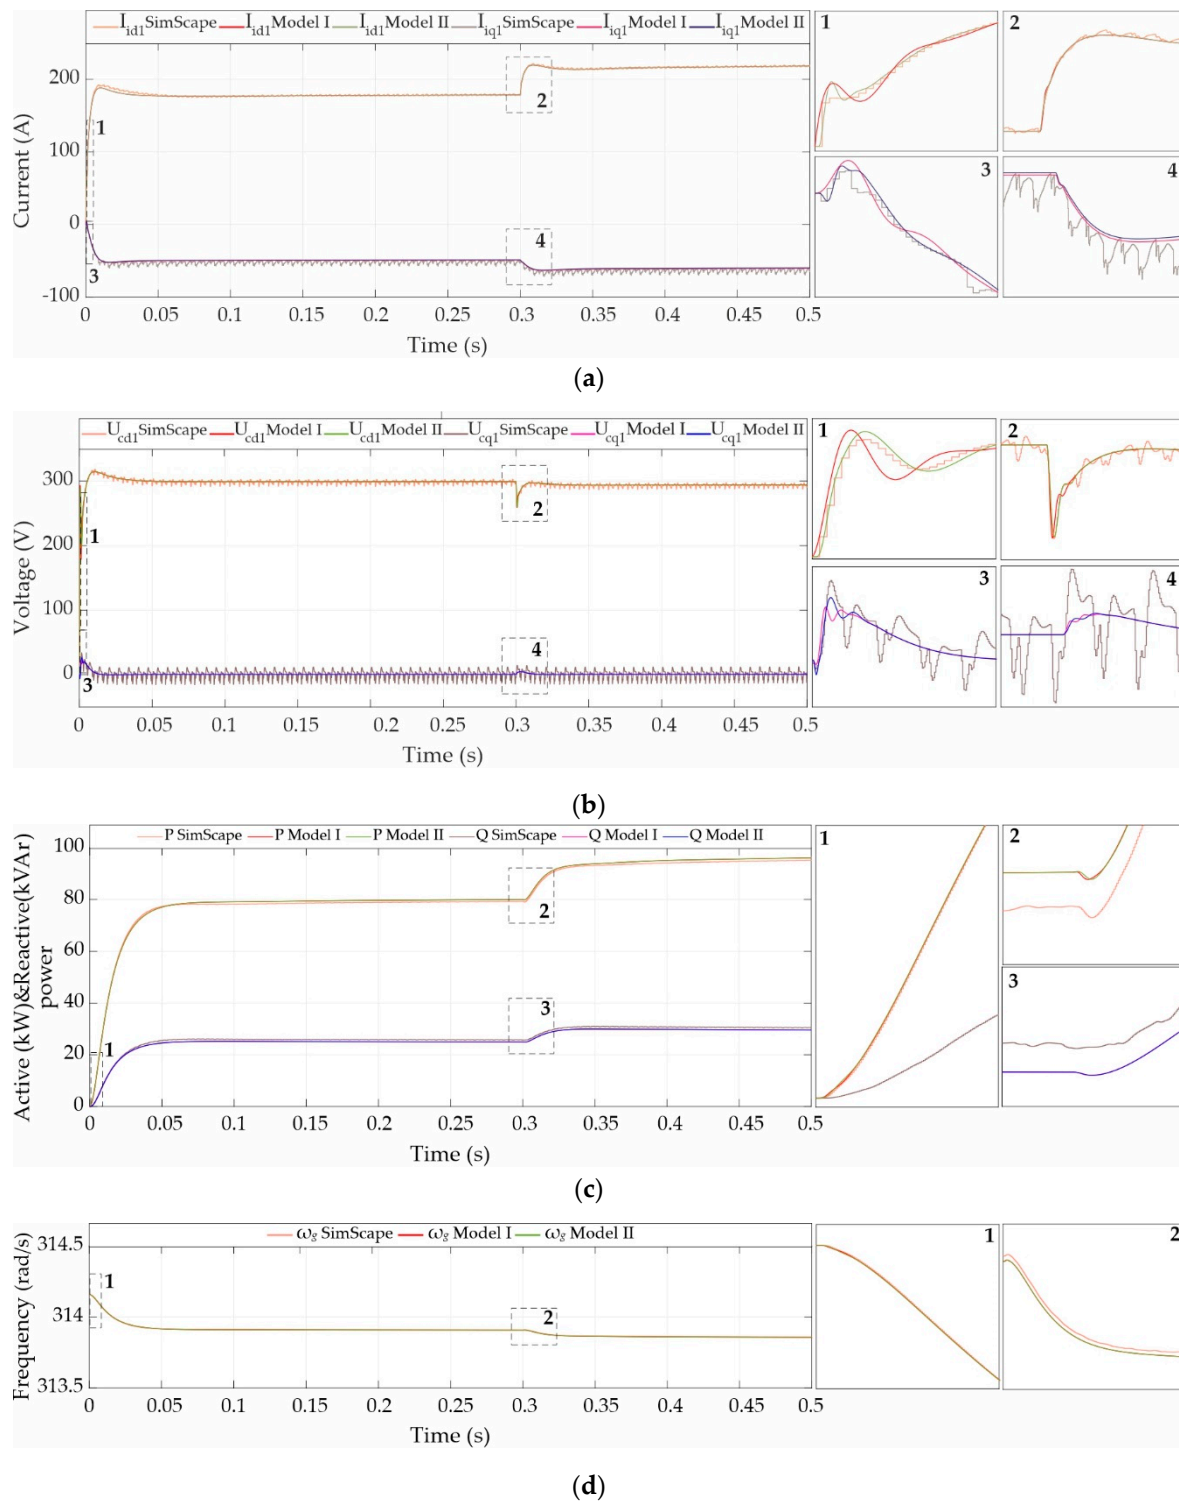 I_id1 SimScape I_id1 Model I I_id1 Model II I_iq1 SimScape I_iq1 Model I I_iq1 Model II
Current (A)
200
100
0
-100
1
2
3
4
0 0.05 0.1 0.15 0.2 0.25 0.3 0.35 0.4 0.45 0.5
Time (s)
1
2
3
4
(a)
U_cd1 SimScape U_cd1 Model I U_cd1 Model II U_cq1 SimScape U_cq1 Model I U_cq1 Model II
Voltage (V)
300
200
100
0
1
2
3
4
0 0.05 0.1 0.15 0.2 0.25 0.3 0.35 0.4 0.45 0.5
Time (s)
1
2
3
4
(b)
P SimScape P Model I P Model II Q SimScape Q Model I Q Model II
Active (kW)&Reactive(kVAr)
power
100
80
60
40
20
0
1
2
3
0 0.05 0.1 0.15 0.2 0.25 0.3 0.35 0.4 0.45 0.5
Time (s)
1
2
3
(c)
ω_g SimScape ω_g Model I ω_g Model II
Frequency (rad/s)
314.5
314
313.5
1
2
0 0.05 0.1 0.15 0.2 0.25 0.3 0.35 0.4 0.45 0.5
Time (s)
1
2
(d)